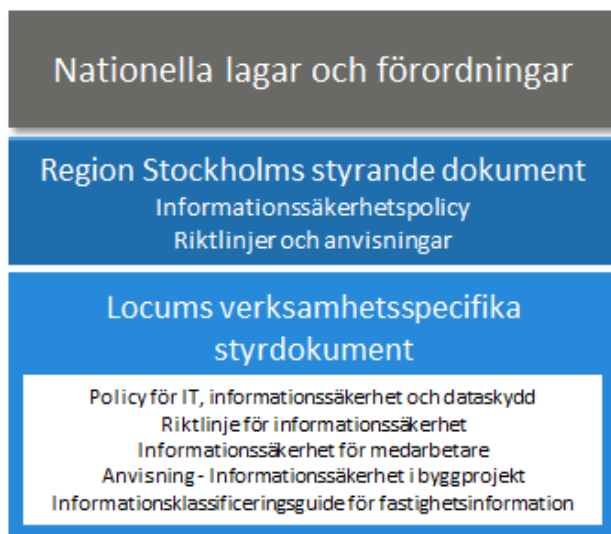 Nationella lagar och förordningar
Region Stockholms styrande dokument
Informationssäkerhetspolicy
Riktlinjer och anvisningar
Locums verksamhetsspecifika
styrdokument
Policy för IT, informationssäkerhet och dataskydd
Riktlinje för informationssäkerhet
Informationssäkerhet för medarbetare
Anvisning - Informationssäkerhet i byggprojekt
Informationsklassificeringsguide för fastighetsinformation